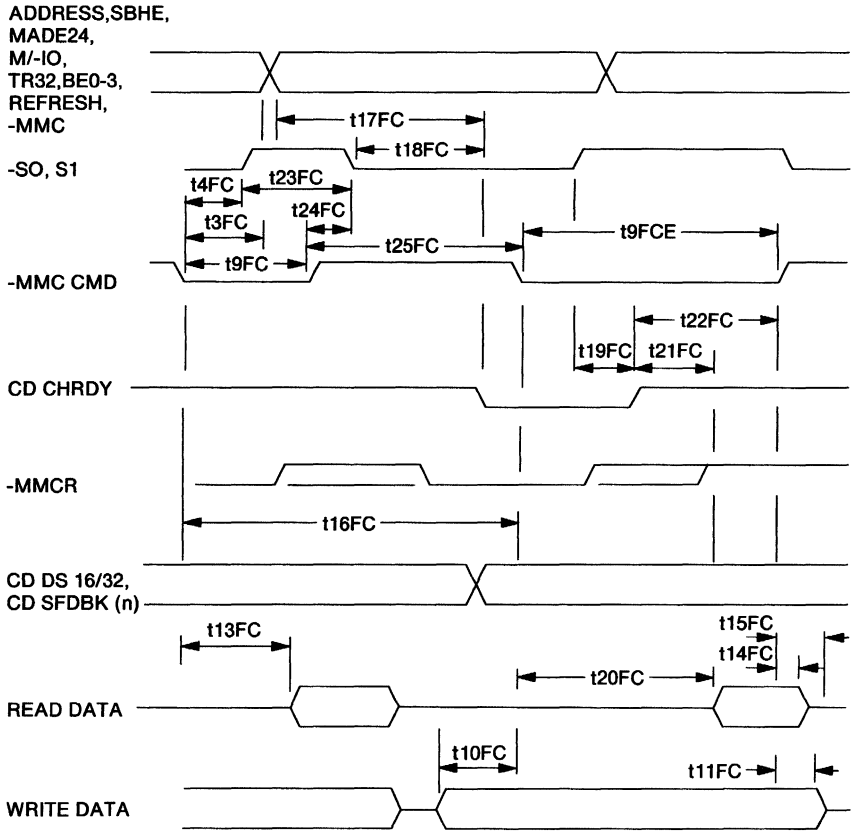 ADDRESS,SBHE,
MADE24,
M/-IO,
TR32,BE0-3,
REFRESH,
-MMC
t17FC
t18FC
-SO, S1
t4FC
t23FC
t24FC
t3FC
t25FC
t9FCE
t9FC
-MMC CMD
t22FC
t19FC
t21FC
CD CHRDY
-MMCR
t16FC
CD DS 16/32,
CD SFDBK (n)
t13FC
t15FC
t14FC
t20FC
READ DATA
t10FC
t11FC
WRITE DATA